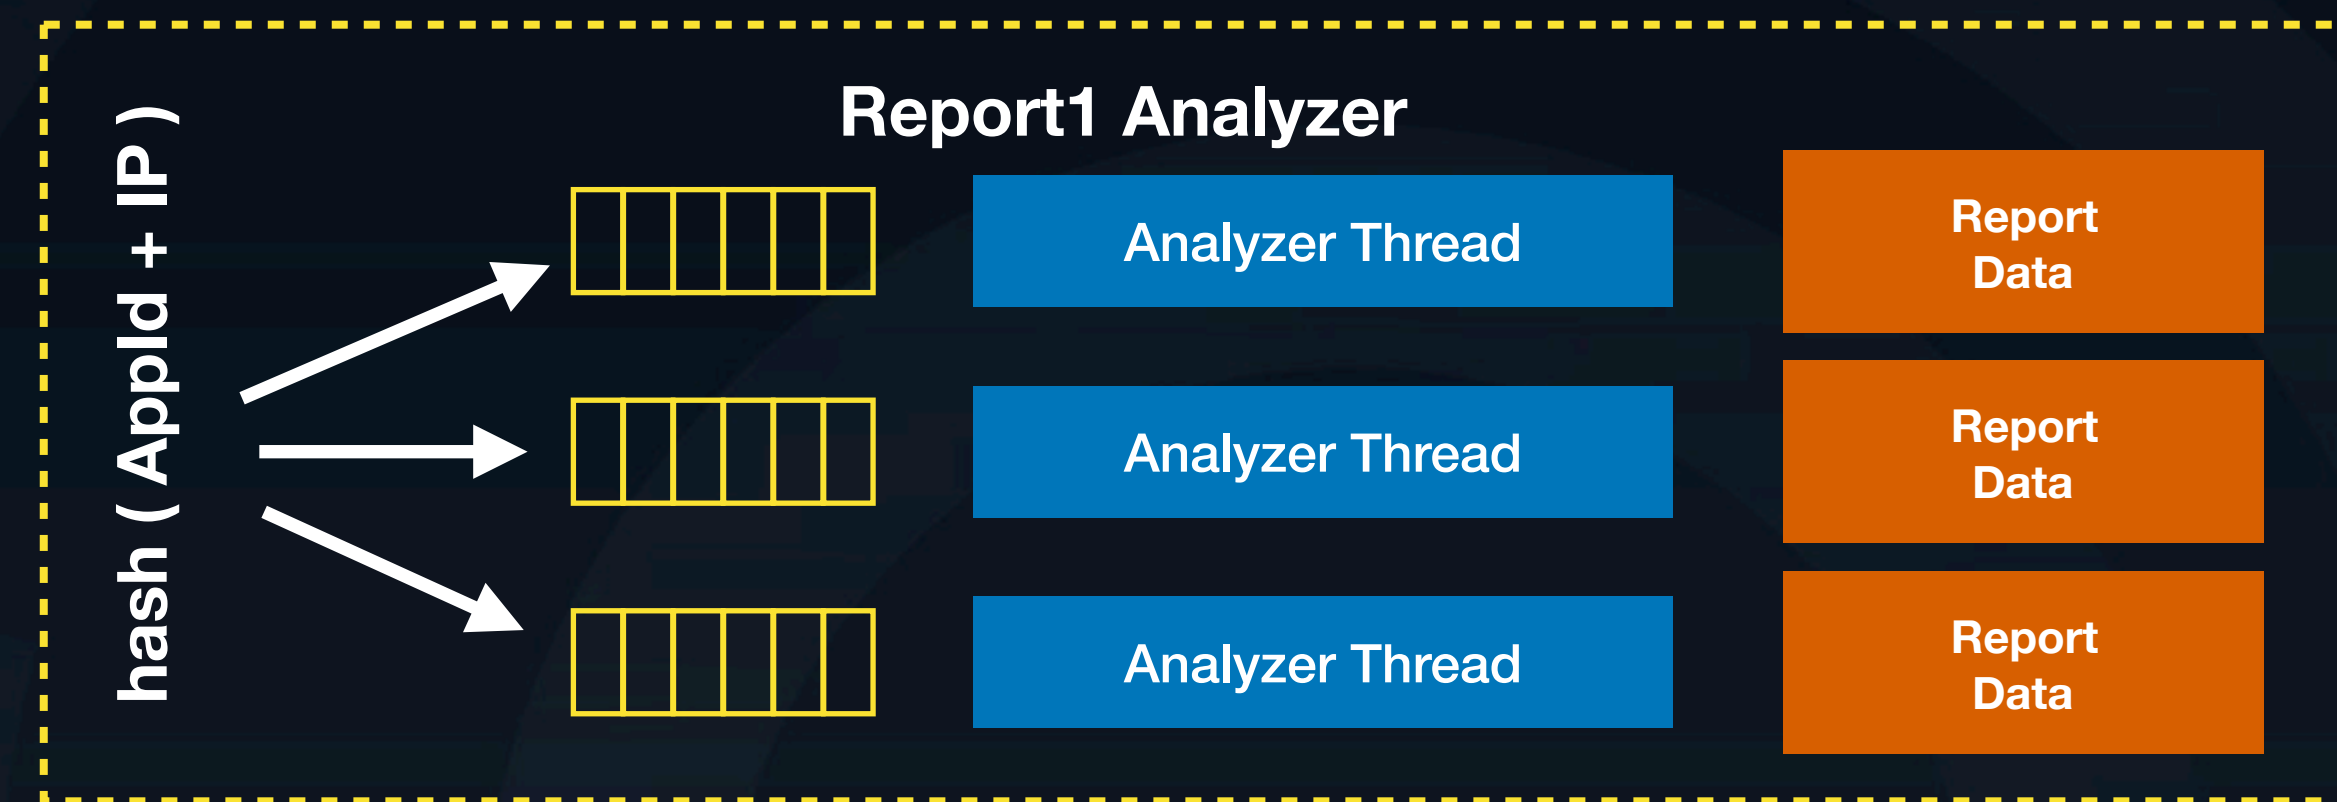 Report1 Analyzer
hash ( AppId + IP )
Analyzer Thread
Report
Data
Analyzer Thread
Report
Data
Analyzer Thread
Report
Data